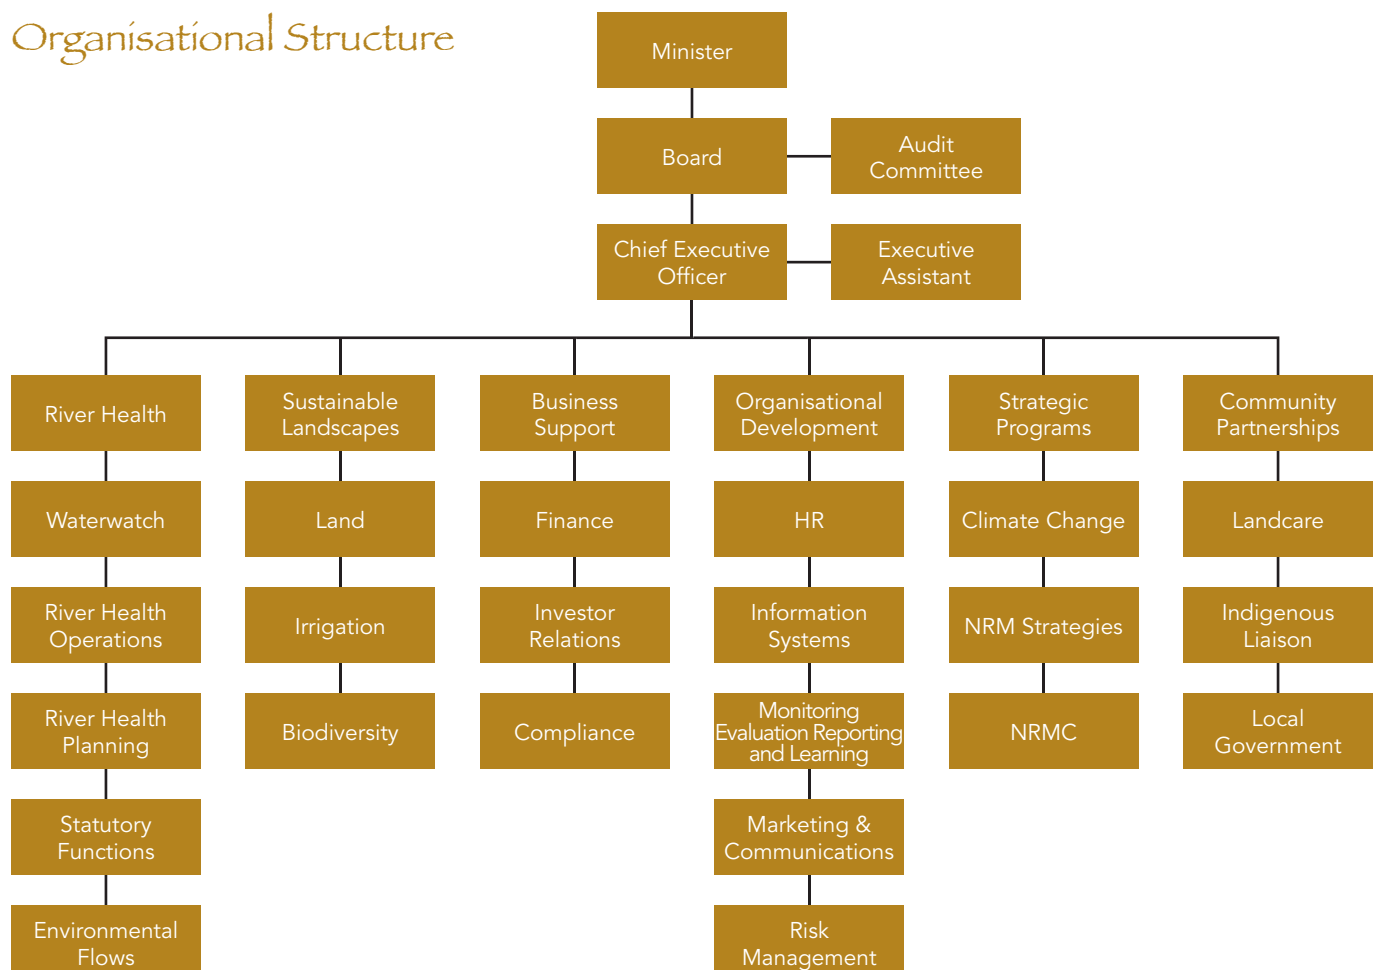 Organisational Structure
Minister
Board
Audit
Committee
Chief Executive
Officer
Executive
Assistant
River Health
Sustainable
Landscapes
Business
Support
Organisational
Development
Strategic
Programs
Community
Partnerships
Waterwatch
Land
Finance
HR
Climate Change
Landcare
River Health
Operations
Irrigation
Investor
Relations
Information
Systems
NRM Strategies
Indigenous
Liaison
River Health
Planning
Biodiversity
Compliance
Monitoring
Evaluation Reporting
and Learning
NRMC
Local
Government
Statutory
Functions
Marketing &
Communications
Environmental
Flows
Risk
Management